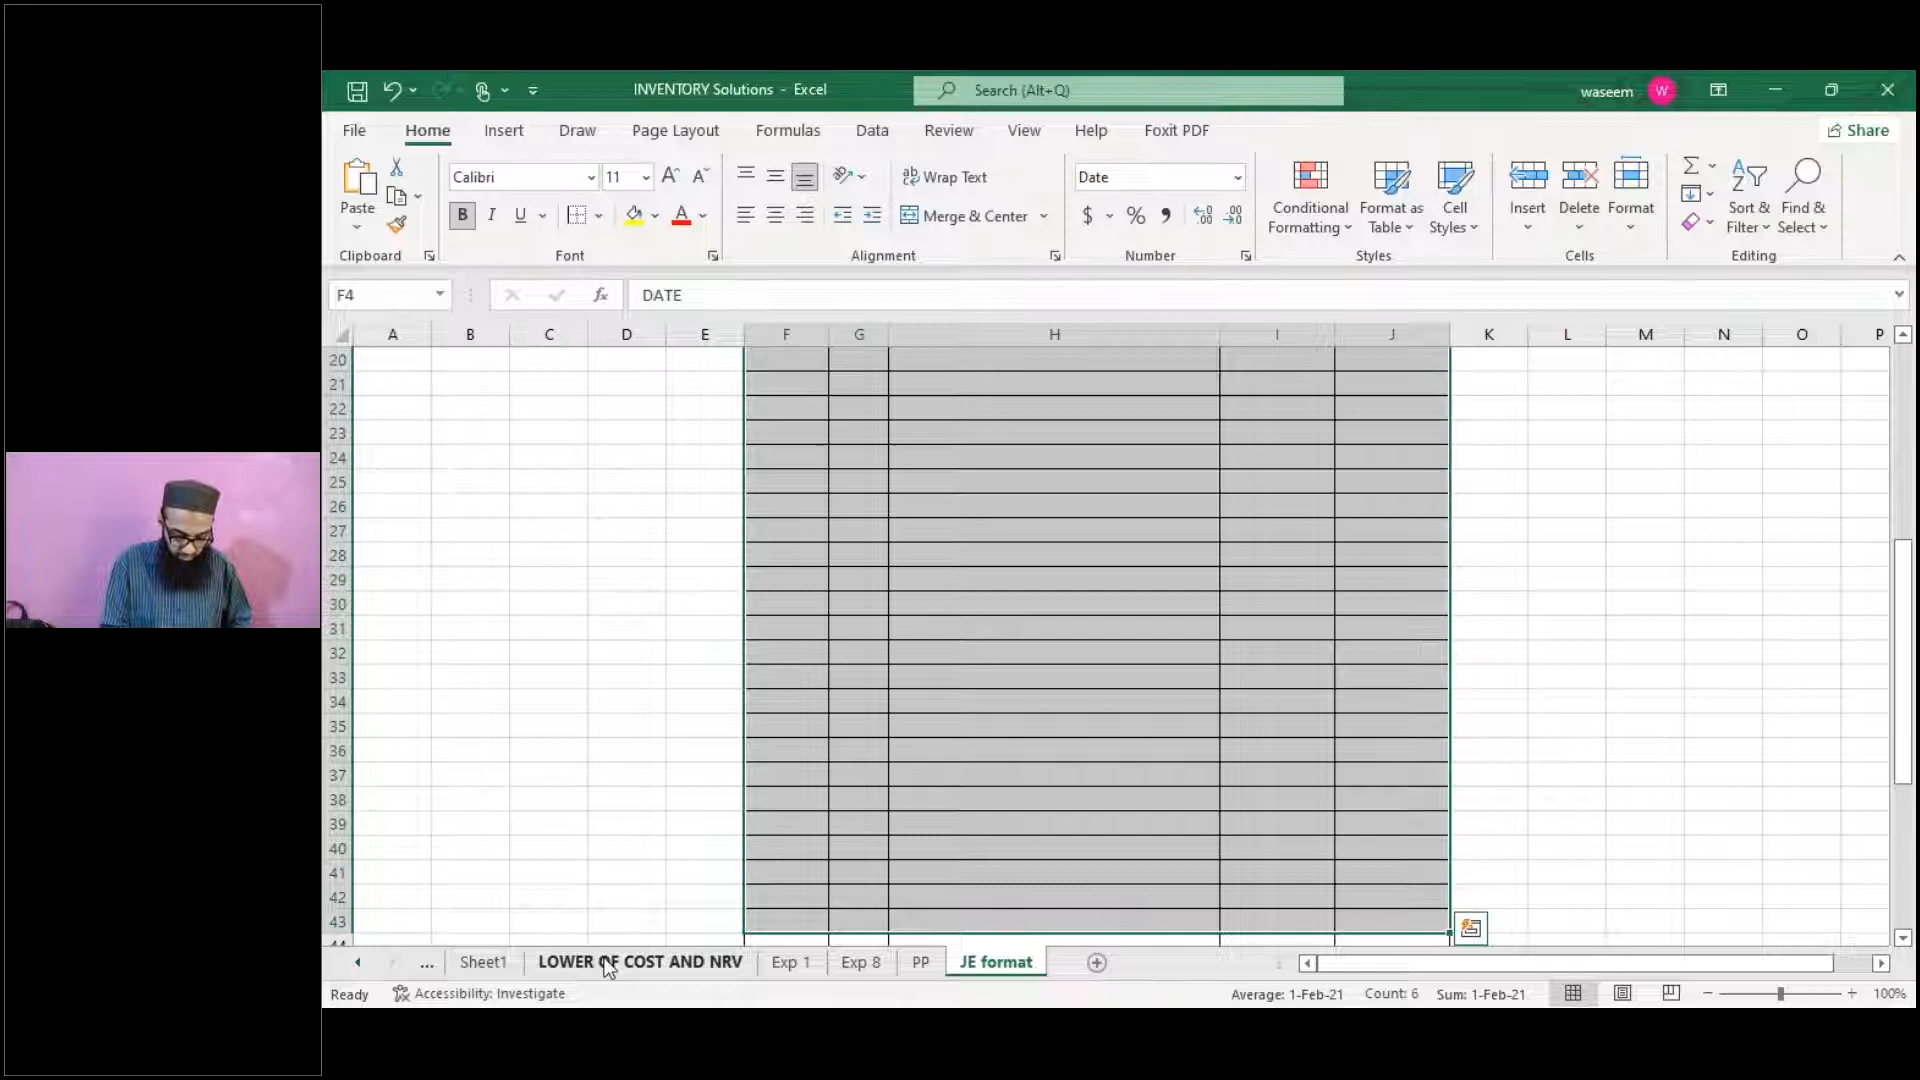 INVENTORY Solutions - Excel
Search (Alt+Q)
waseem
W
File Home Insert Draw Page Layout Formulas Data Review View Help Foxit PDF
Share
Paste
Clipboard
Calibri 11 A A
B I U A
Font
ab Wrap Text
Merge & Center
Alignment
Date
$ % ,
Number
Conditional Formatting
Format as Table
Cell Styles
Styles
Insert Delete Format
Cells
Sort & Filter
Find & Select
Editing
F4
fx
DATE
A B C D E F G H I J K L M N O P
20
21
22
23
24
25
26
27
28
29
30
31
32
33
34
35
36
37
38
39
40
41
42
43
44
... Sheet1 LOWER OF COST AND NRV Exp 1 Exp 8 PP JE format
Ready Accessibility: Investigate Average: 1-Feb-21 Count: 6 Sum: 1-Feb-21 100%